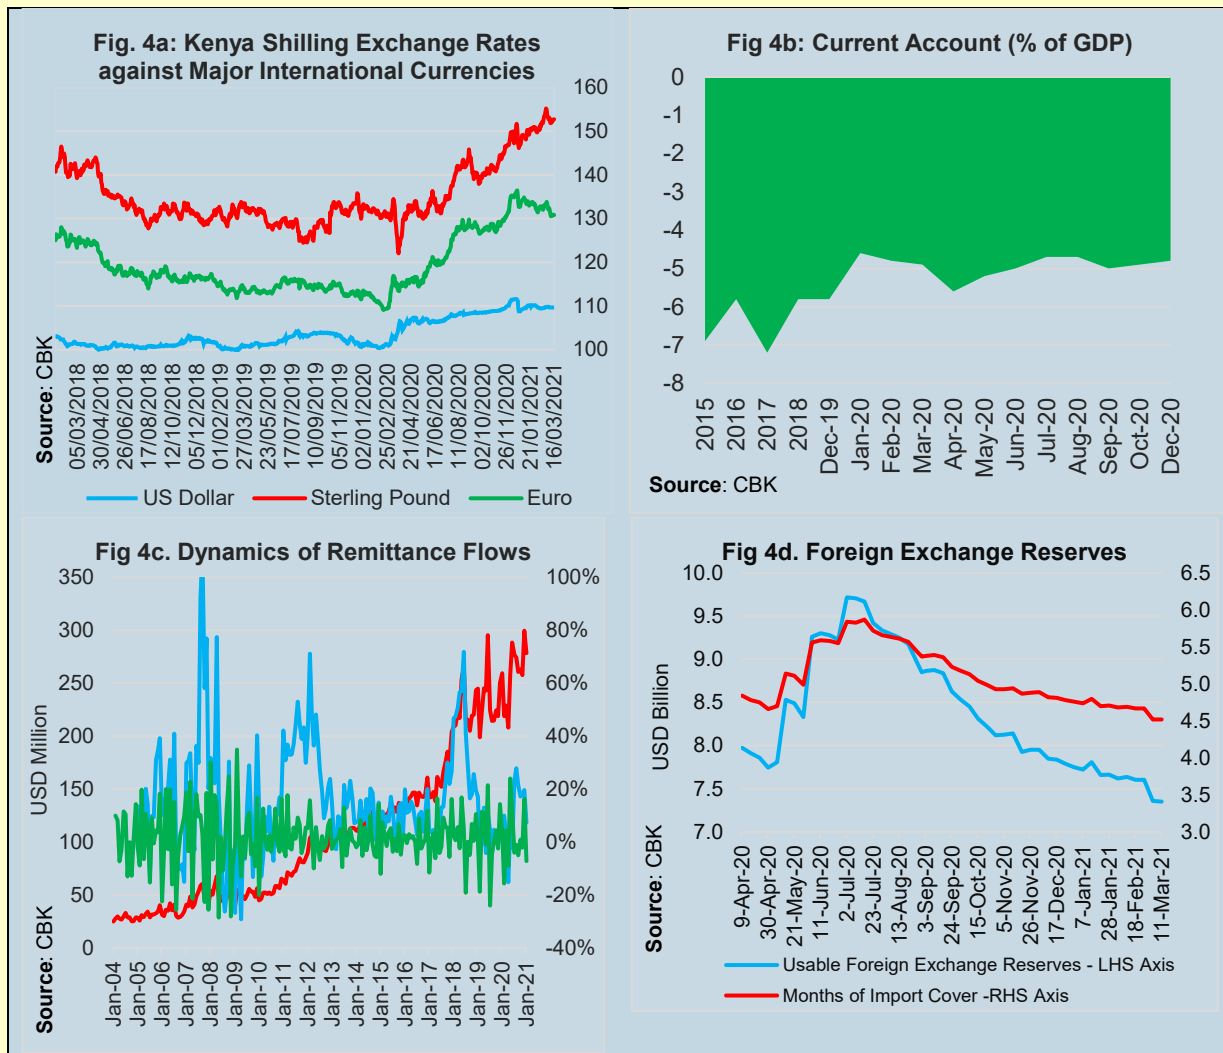 Fig. 4a: Kenya Shilling Exchange Rates
against Major International Currencies
160
150
140
130
120
110
100
05/03/2018
30/04/2018
26/06/2018
17/08/2018
12/10/2018
05/12/2018
01/02/2019
27/03/2019
23/05/2019
17/07/2019
10/09/2019
05/11/2019
01/01/2020
25/02/2020
21/04/2020
17/06/2020
11/08/2020
02/10/2020
26/11/2020
21/01/2021
16/03/2021
Source: CBK
US Dollar
Sterling Pound
Euro
Fig 4b: Current Account (% of GDP)
0
-1
-2
-3
-4
-5
-6
-7
-8
2015
2016
2017
2018
Dec-19
Jan-20
Feb-20
Mar-20
Apr-20
May-20
Jun-20
Jul-20
Aug-20
Sep-20
Oct-20
Dec-20
Source: CBK
Fig 4c. Dynamics of Remittance Flows
350
300
250
200
150
100
50
0
USD Million
100%
80%
60%
40%
20%
0%
-20%
-40%
Jan-04
Jan-05
Jan-06
Jan-07
Jan-08
Jan-09
Jan-10
Jan-11
Jan-12
Jan-13
Jan-14
Jan-15
Jan-16
Jan-17
Jan-18
Jan-19
Jan-20
Jan-21
Source: CBK
Fig 4d. Foreign Exchange Reserves
10.0
9.5
9.0
8.5
8.0
7.5
7.0
USD Billion
6.5
6.0
5.5
5.0
4.5
4.0
3.5
3.0
9-Apr-20
30-Apr-20
21-May-20
11-Jun-20
2-Jul-20
23-Jul-20
13-Aug-20
3-Sep-20
24-Sep-20
15-Oct-20
5-Nov-20
26-Nov-20
17-Dec-20
7-Jan-21
28-Jan-21
18-Feb-21
11-Mar-21
Source: CBK
Usable Foreign Exchange Reserves - LHS Axis
Months of Import Cover -RHS Axis